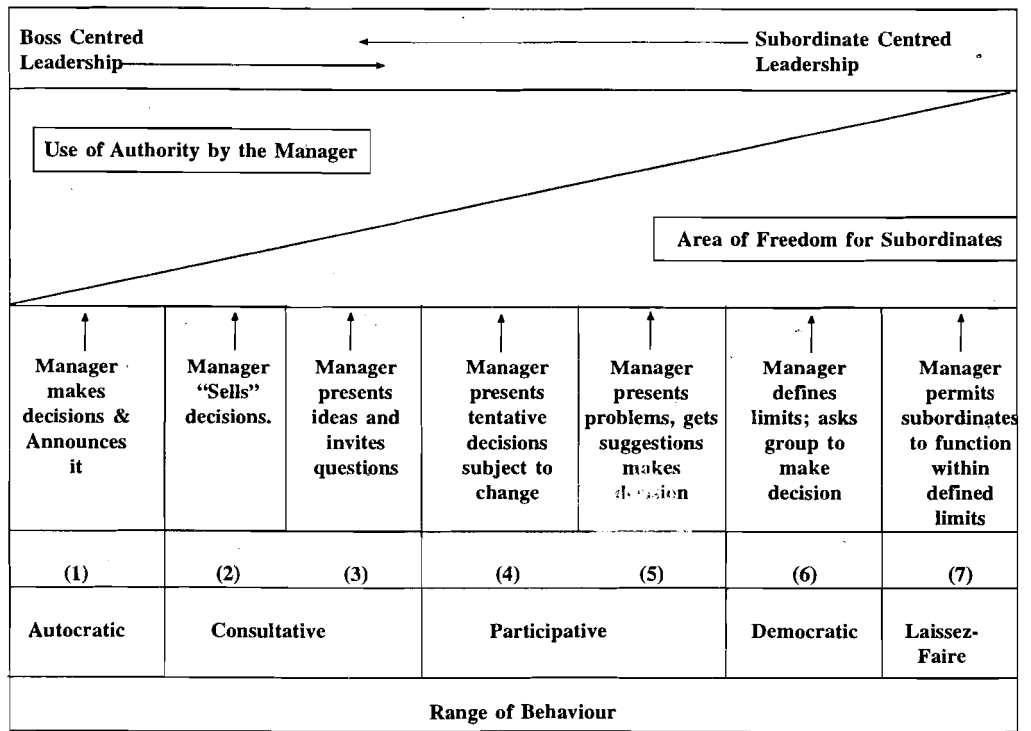 Boss Centred
Leadership
Subordinate Centred
Leadership
Use of Authority by the Manager
Area of Freedom for Subordinates
Manager
makes
decisions &
Announces
it
Manager
“Sells”
decisions.
Manager
presents
ideas and
invites
questions
Manager
presents
tentative
decisions
subject to
change
Manager
presents
problems, gets
suggestions
makes
decision
Manager
defines
limits; asks
group to
make
decision
Manager
permits
subordinates
to function
within
defined
limits
(1)
(2)
(3)
(4)
(5)
(6)
(7)
Autocratic
Consultative
Participative
Democratic
Laissez-
Faire
Range of Behaviour